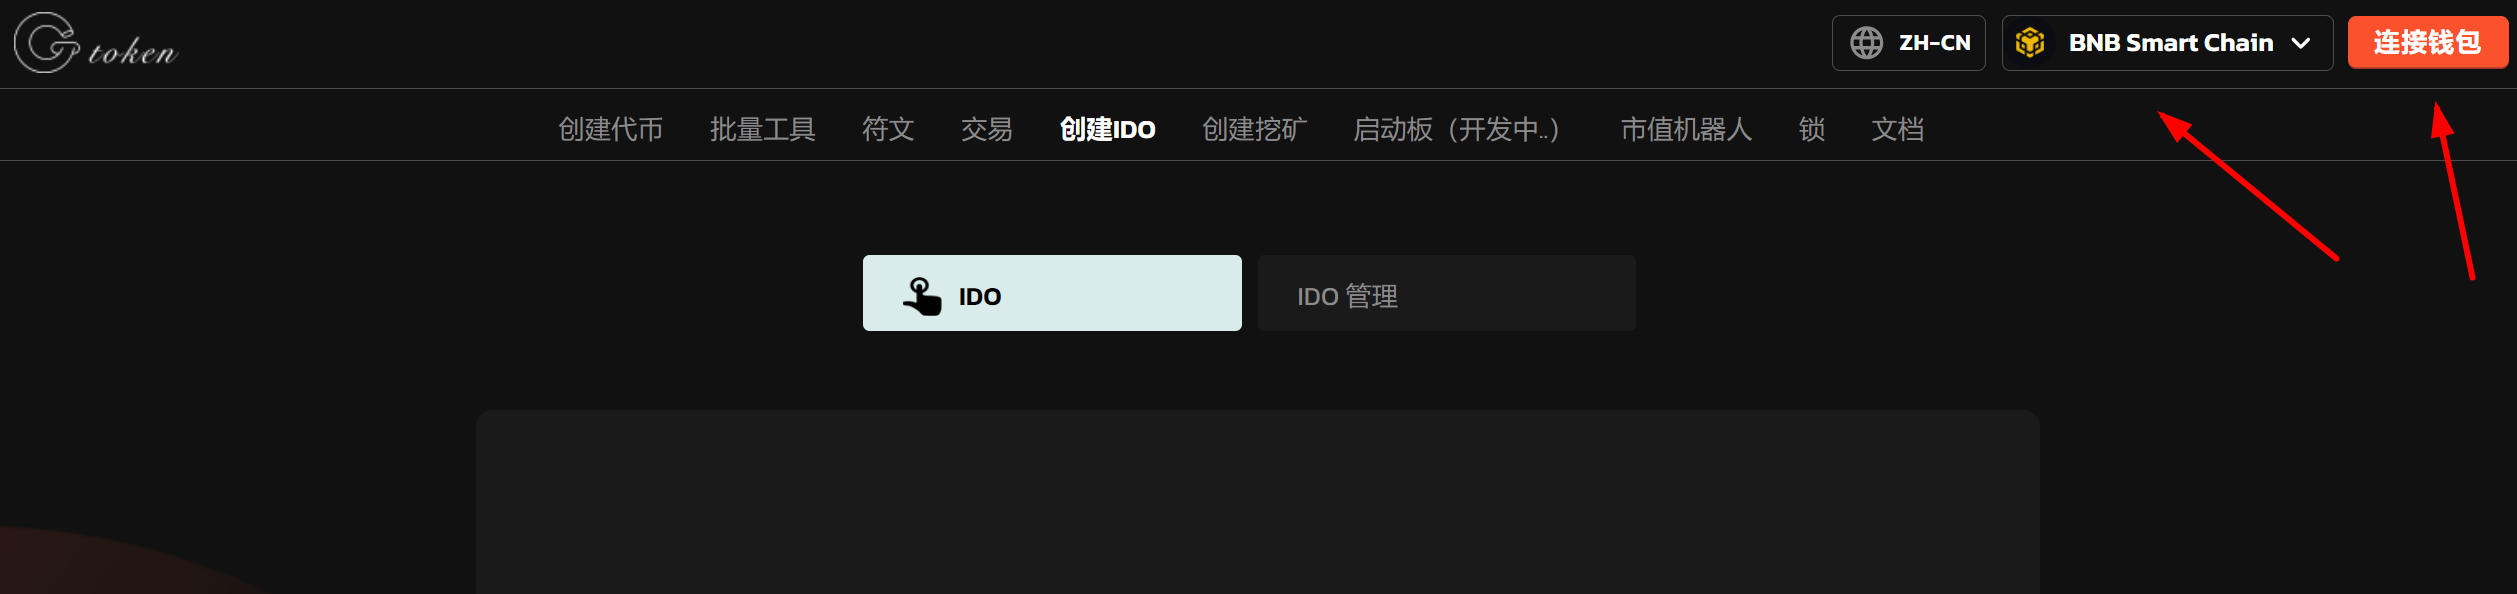 G token
ZH-CN
BNB Smart Chain
连接钱包
创建代币 批量工具 符文 交易 创建IDO 创建挖矿 启动板（开发中..） 市值机器人 锁 文档
IDO
IDO 管理